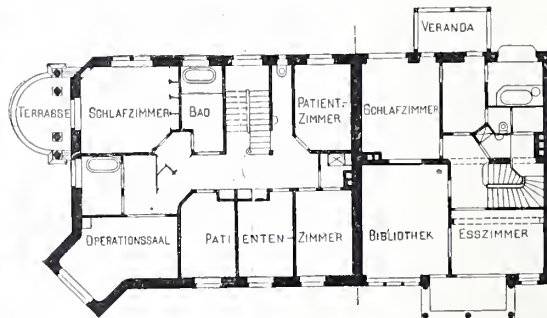 VERANDA
TERRASSE
SCHLAFZIMMER
BAD
PATIENT-
ZIMMER
SCHLAFZIMMER
OPERATIONSSAAL
PATIENTEN-ZIMMER
BIBLIOTHEK
ESSZIMMER